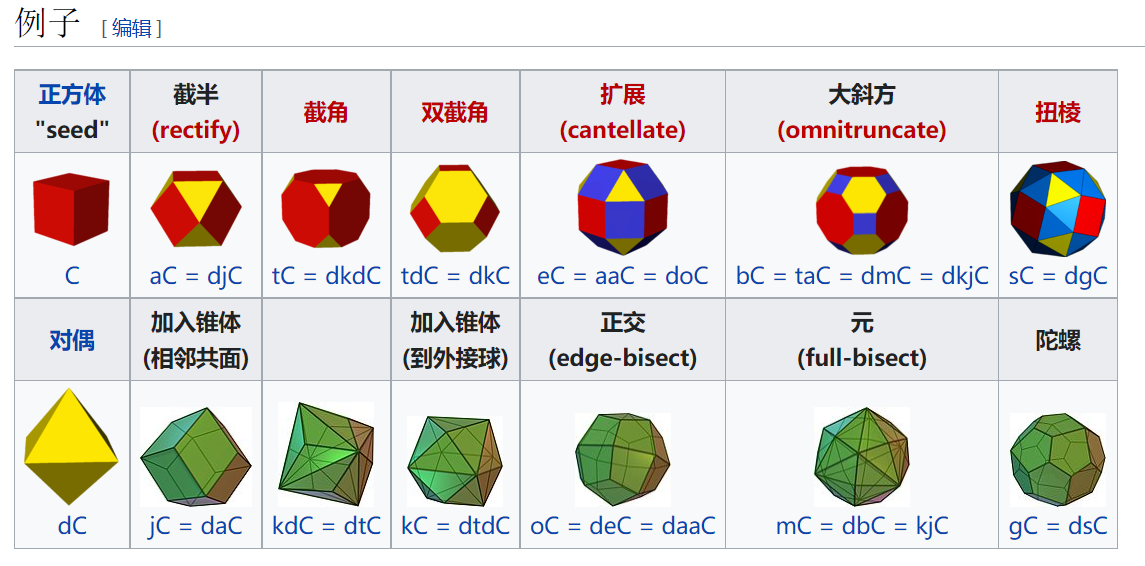 例子 [ 编辑 ]
正方体
"seed"
截半
(rectify)
截角
双截角
扩展
(cantellate)
大斜方
(omnitruncate)
扭棱
C
aC = djC
tC = dkdC
tdC = dkC
eC = aaC = doC
bC = taC = dmC = dkjC
sC = dgC
对偶
加入锥体
(相邻共面)
加入锥体
(到外接球)
正交
(edge-bisect)
元
(full-bisect)
陀螺
dC
jC = daC
kdC = dtC
kC = dtdC
oC = deC = daaC
mC = dbC = kjC
gC = dsC